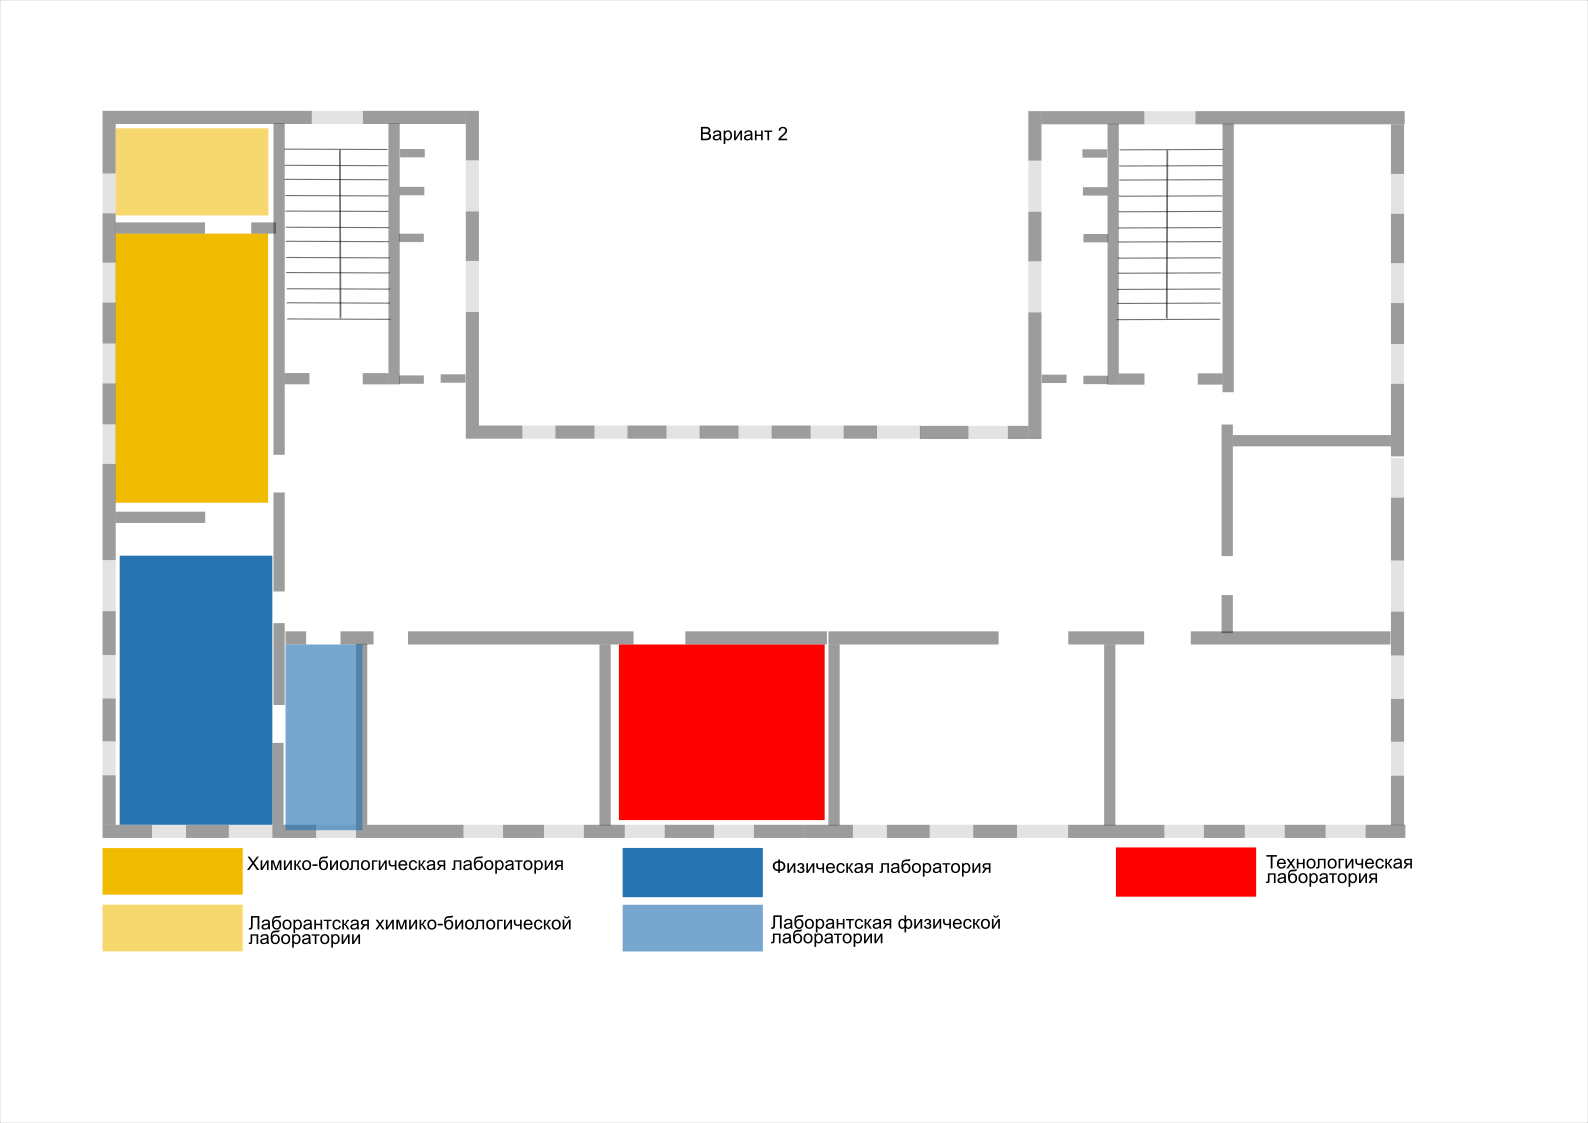 Вариант 2
Химико-биологическая лаборатория
Физическая лаборатория
Технологическая
лаборатория
Лаборантская химико-биологической
лаборатории
Лаборантская физической
лаборатории